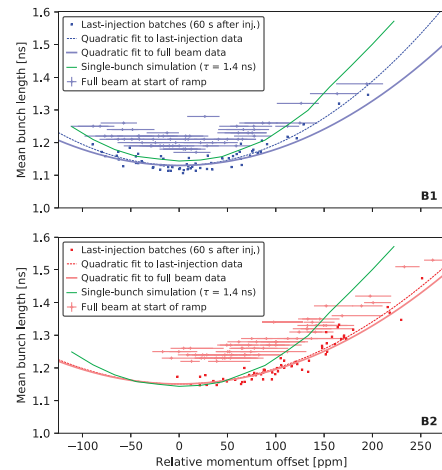 1.6
1.5
1.4
1.3
1.2
1.1
1.0
Mean bunch length [ns]
Last-injection batches (60 s after inj.)
Quadratic fit to last-injection data
Quadratic fit to full beam data
Single-bunch simulation (τ = 1.4 ns)
Full beam at start of ramp
B1
1.6
1.5
1.4
1.3
1.2
1.1
1.0
Mean bunch length [ns]
Last-injection batches (60 s after inj.)
Quadratic fit to last-injection data
Quadratic fit to full beam data
Single-bunch simulation (τ = 1.4 ns)
Full beam at start of ramp
B2
−100 −50 0 50 100 150 200 250
Relative momentum offset [ppm]